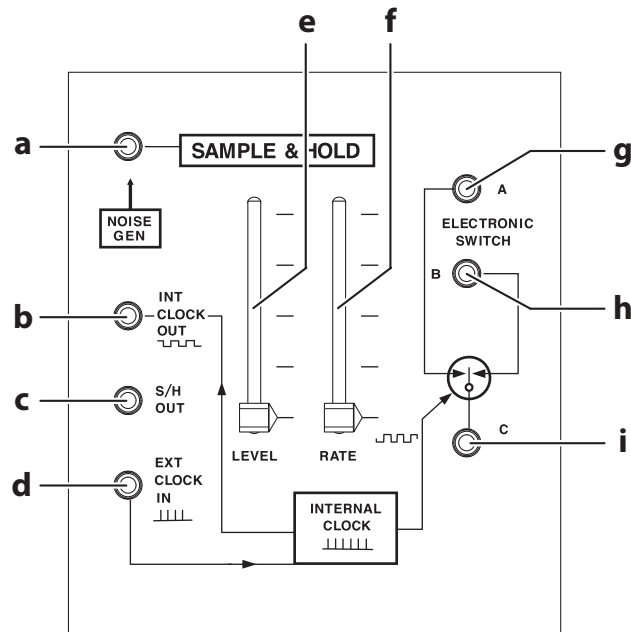 e
f
a
SAMPLE & HOLD
g
A
NOISE
GEN
ELECTRONIC
SWITCH
B
h
b
INT
CLOCK
OUT
c
S/H
OUT
C
i
LEVEL
RATE
d
EXT
CLOCK
IN
INTERNAL
CLOCK